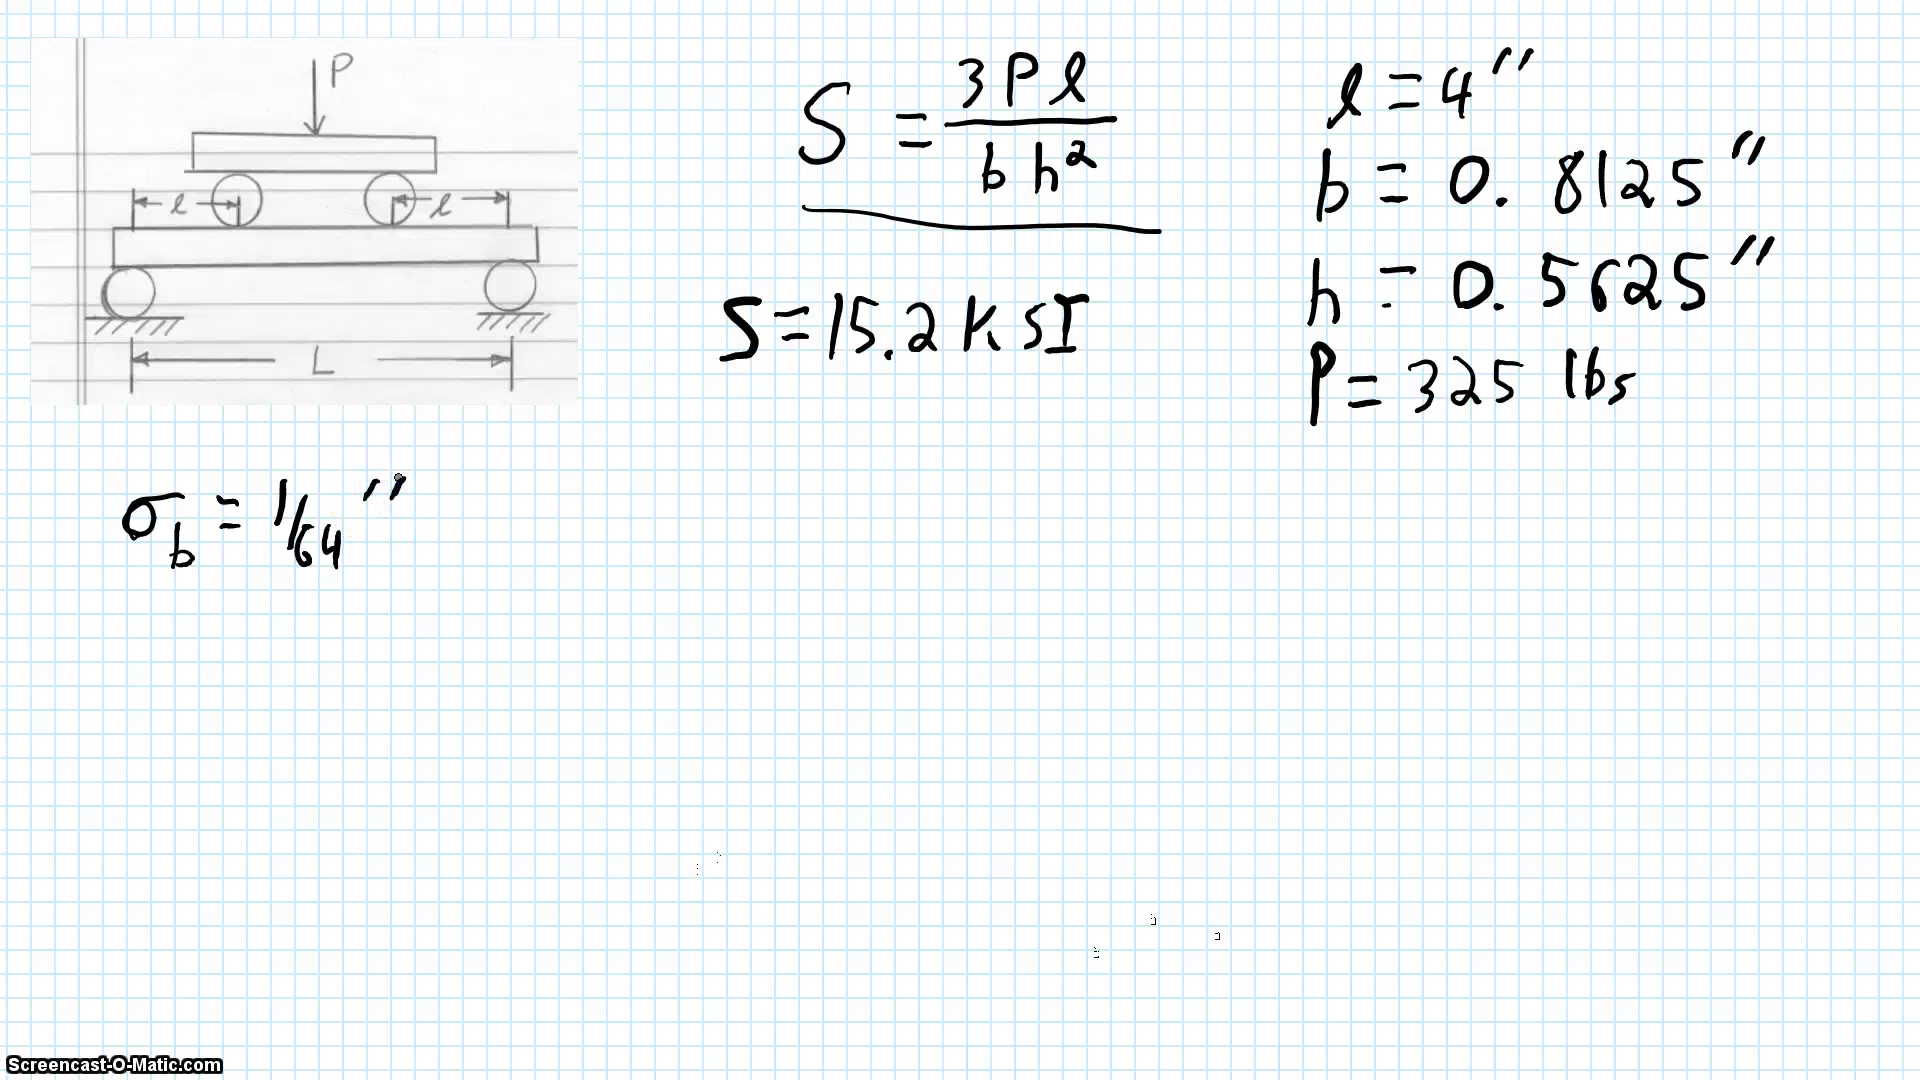 P
l l
L
S = 3Pl / bh²
S = 15.2 KSI
l = 4"
b = 0.8125"
h = 0.5625"
P = 325 lbs
σb = 1/64"
Screencast-O-Matic.com